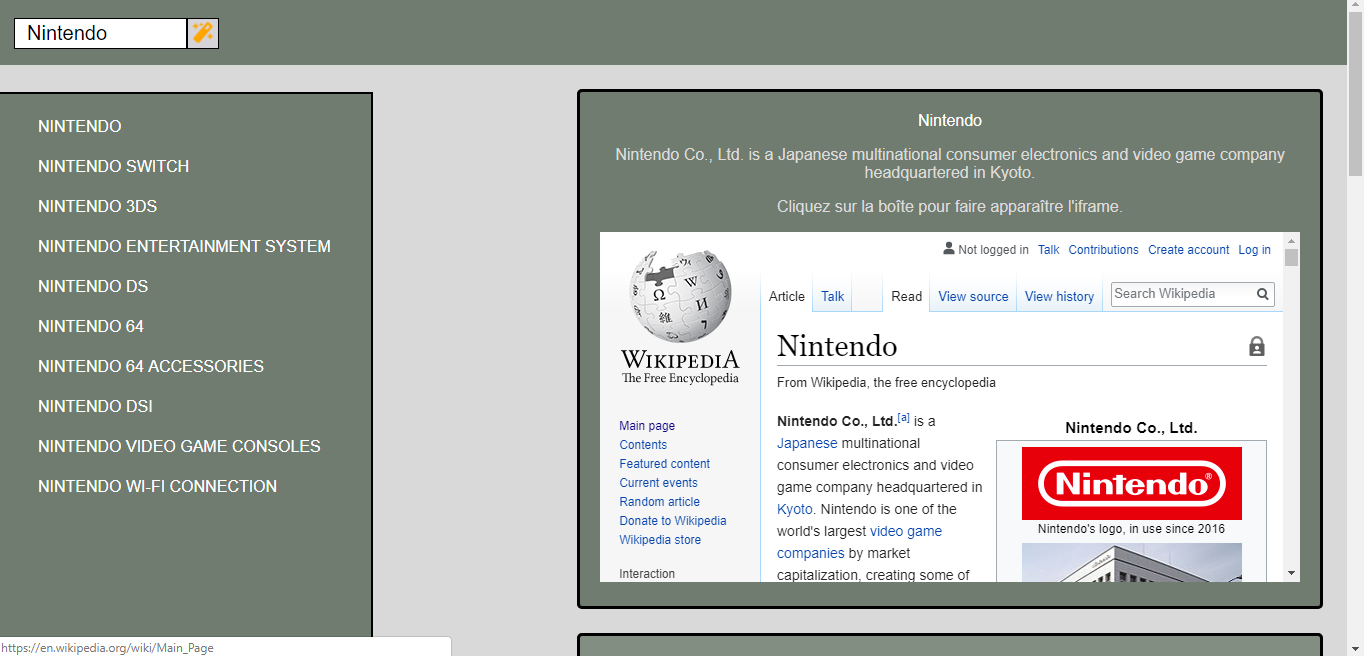 Nintendo
NINTENDO
NINTENDO SWITCH
NINTENDO 3DS
NINTENDO ENTERTAINMENT SYSTEM
NINTENDO DS
NINTENDO 64
NINTENDO 64 ACCESSORIES
NINTENDO DSI
NINTENDO VIDEO GAME CONSOLES
NINTENDO WI-FI CONNECTION
Nintendo
Nintendo Co., Ltd. is a Japanese multinational consumer electronics and video game company
headquartered in Kyoto.
Cliquez sur la boîte pour faire apparaître l'iframe.
Not logged in Talk Contributions Create account Log in
Article Talk Read View source View history Search Wikipedia
Ω W И 維 7
WIKIPEDIA
The Free Encyclopedia
Main page
Contents
Featured content
Current events
Random article
Donate to Wikipedia
Wikipedia store
Interaction
Nintendo
From Wikipedia, the free encyclopedia
Nintendo Co., Ltd.[a] is a
Japanese multinational
consumer electronics and video
game company headquartered in
Kyoto. Nintendo is one of the
world's largest video game
companies by market
capitalization, creating some of
Nintendo Co., Ltd.
Nintendo®
Nintendo's logo, in use since 2016
https://en.wikipedia.org/wiki/Main_Page